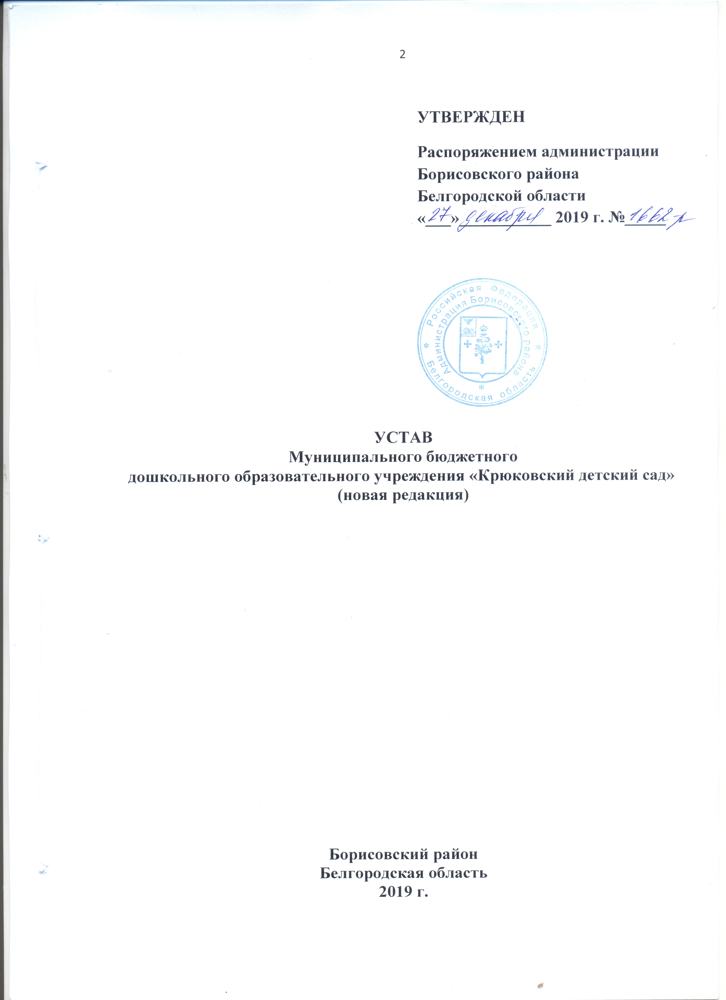 2
УТВЕРЖДЕН
Распоряжением администрации
Борисовского района
Белгородской области
«27» декабря 2019 г. №1662-р
Российская Федерация
Администрация Борисовского района
Белгородская область
УСТАВ
Муниципального бюджетного
дошкольного образовательного учреждения «Крюковский детский сад»
(новая редакция)
Борисовский район
Белгородская область
2019 г.